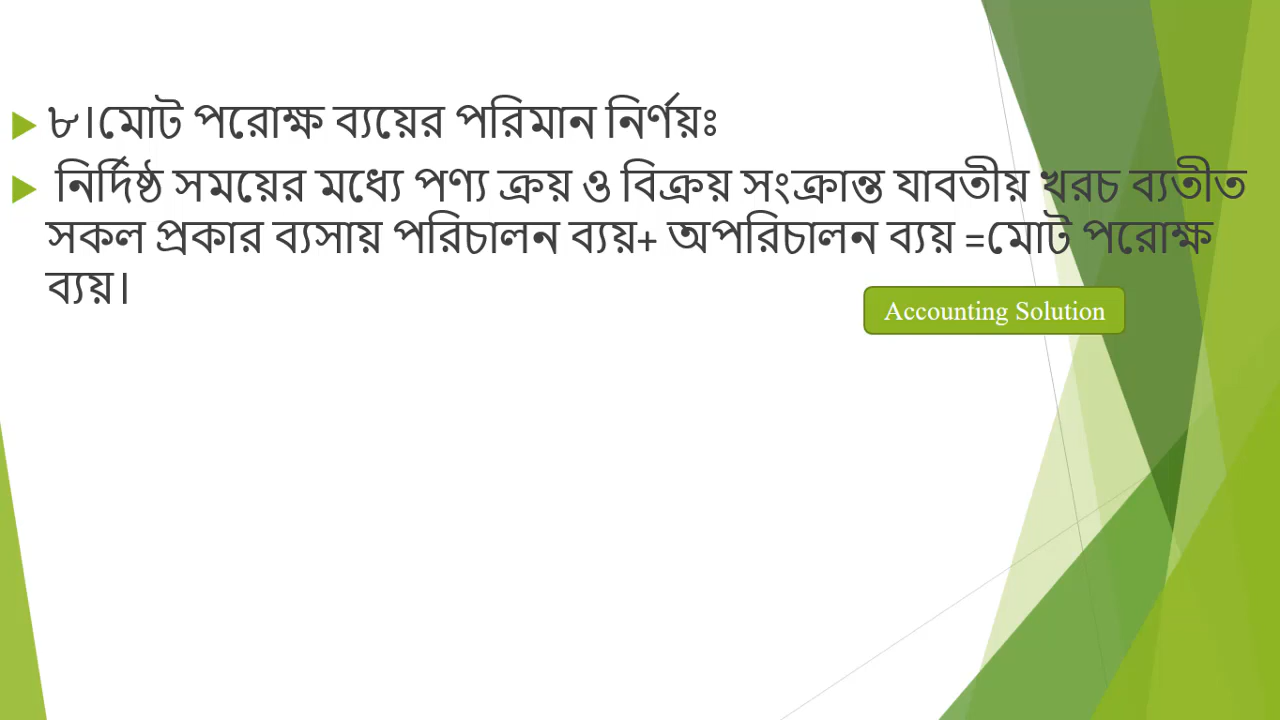 ৮।মোট পরোক্ষ ব্যয়ের পরিমান নির্ণয়ঃ
নির্দিষ্ঠ সময়ের মধ্যে পণ্য ক্রয় ও বিক্রয় সংক্রান্ত যাবতীয় খরচ ব্যতীত
সকল প্রকার ব্যসায় পরিচালন ব্যয়+ অপরিচালন ব্যয় =মোট পরোক্ষ
ব্যয়।
Accounting Solution